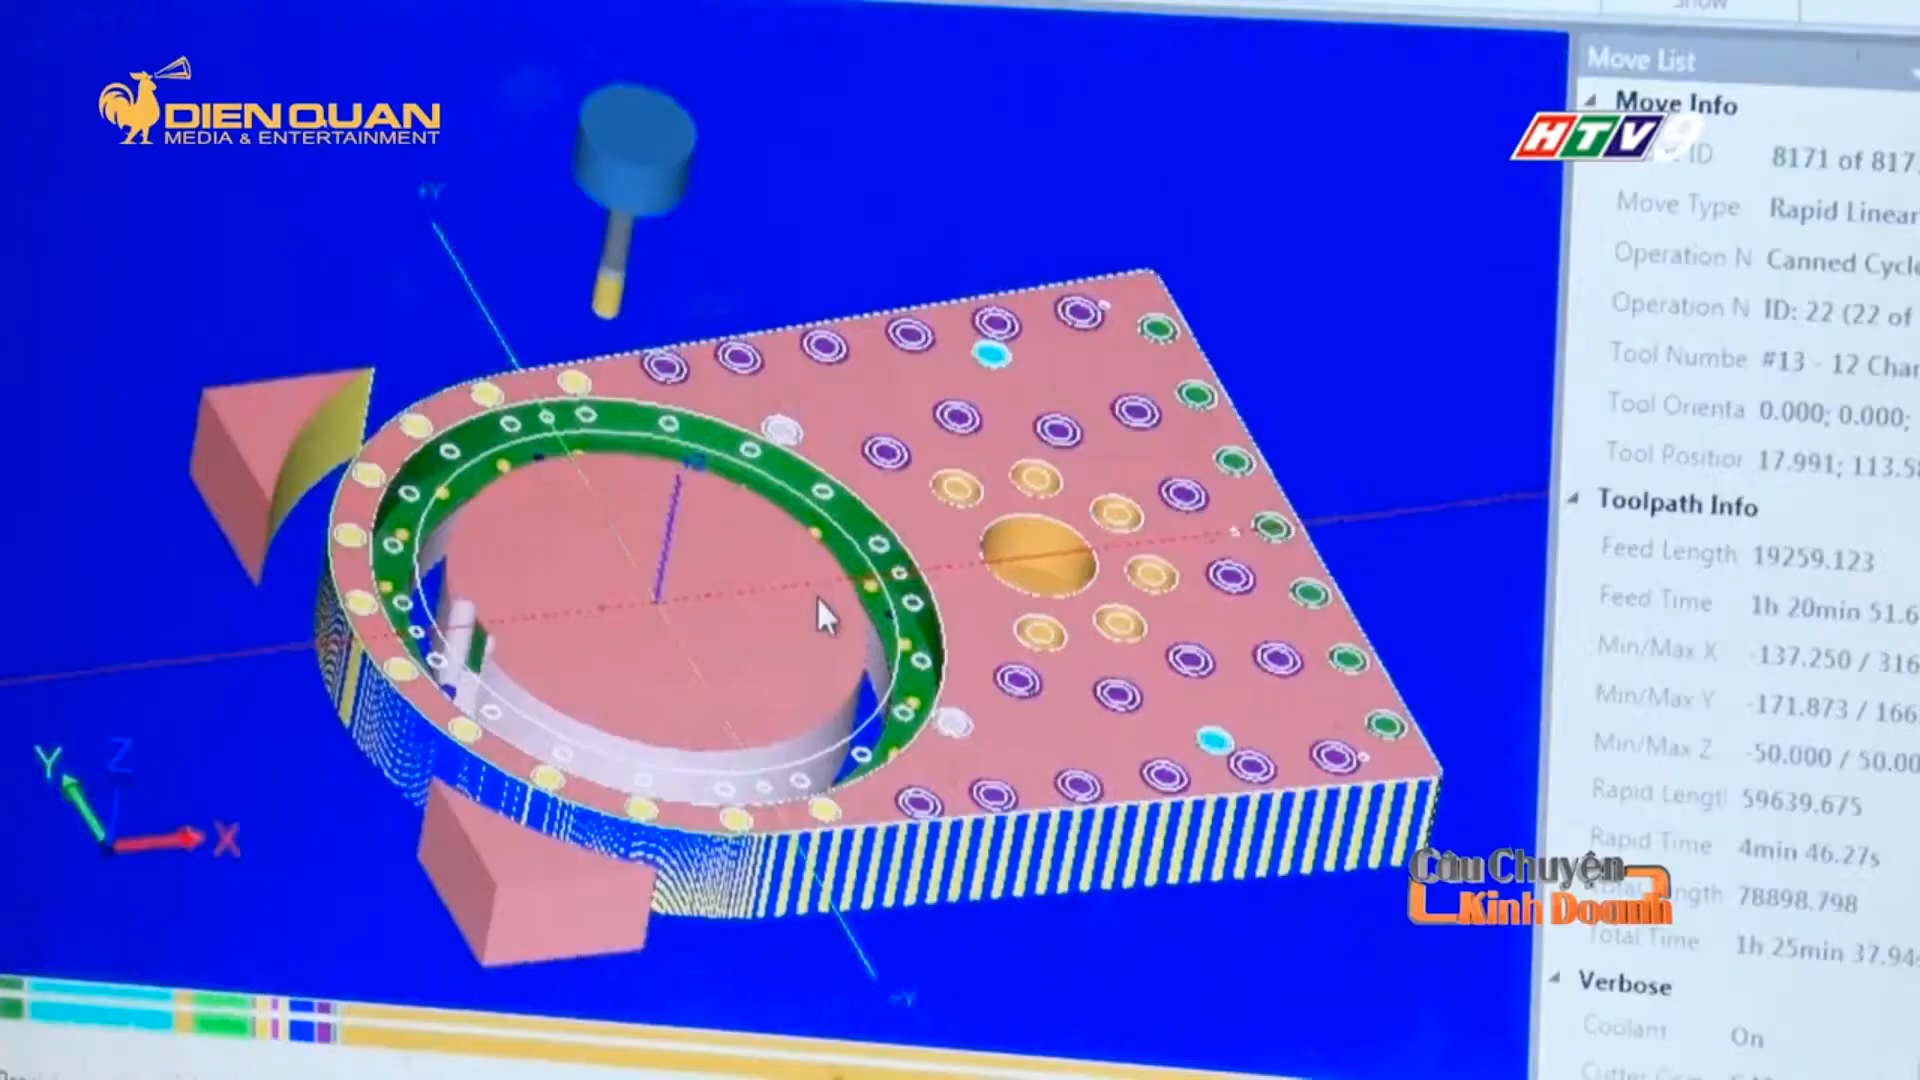 Move List
DIEN QUAN
MEDIA & ENTERTAINMENT
Move Info
HTV9
ID 8171 of 817
Move Type Rapid Linear
Operation N Canned Cycle
Operation N ID: 22 (22 of
Tool Numbe #13 - 12 Cham
Tool Orienta 0.000; 0.000;
Tool Position 17.991; 113.5
Toolpath Info
Feed Length 19259.123
Feed Time 1h 20min 51.6
Min/Max X -137.250 / 316
Min/Max Y -171.873 / 166
Min/Max Z -50.000 / 50.00
Rapid Length 59639.675
Rapid Time 4min 46.27s
Câu Chuyện
Kinh Doanh
78898.798
Total Time 1h 25min 37.94
Verbose
Coolant On
+Y
-Y
Y
Z
X